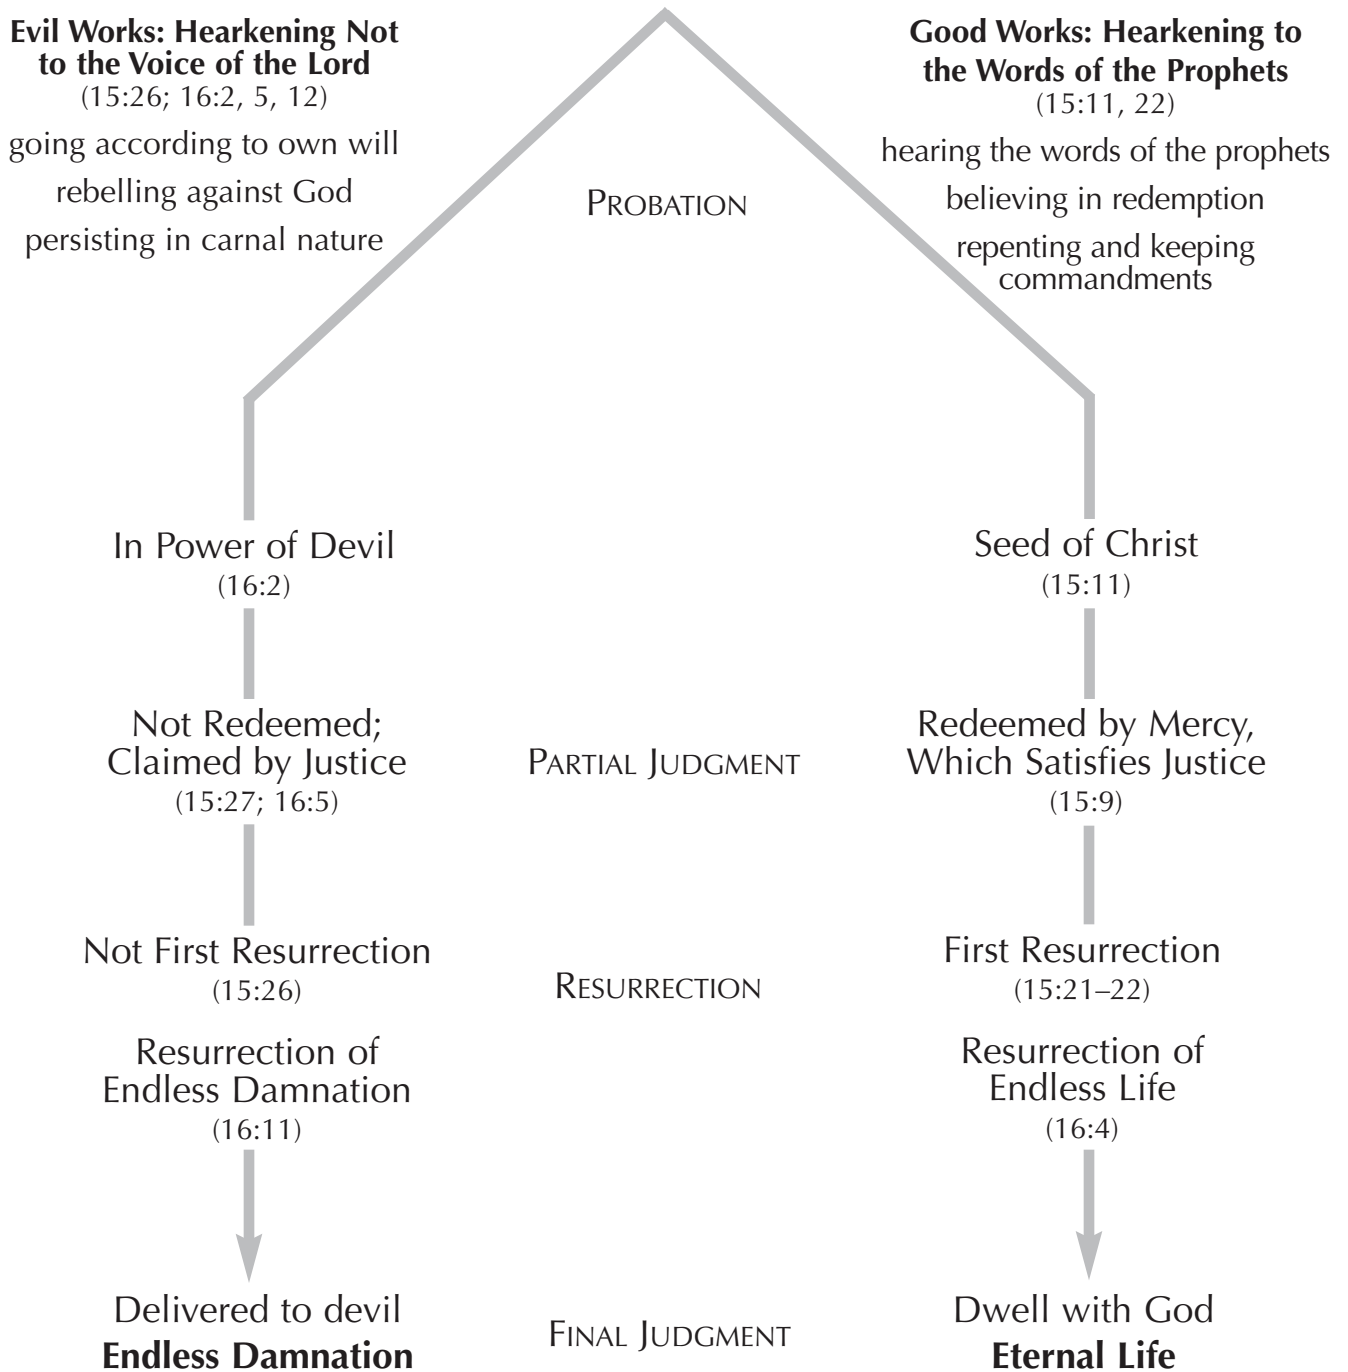 Evil Works: Hearkening Not
to the Voice of the Lord
(15:26; 16:2, 5, 12)
going according to own will
rebelling against God
persisting in carnal nature
Good Works: Hearkening to
the Words of the Prophets
(15:11, 22)
hearing the words of the prophets
believing in redemption
repenting and keeping
commandments
PROBATION
In Power of Devil
(16:2)
Seed of Christ
(15:11)
Not Redeemed;
Claimed by Justice
(15:27; 16:5)
PARTIAL JUDGMENT
Redeemed by Mercy,
Which Satisfies Justice
(15:9)
Not First Resurrection
(15:26)
RESURRECTION
First Resurrection
(15:21–22)
Resurrection of
Endless Damnation
(16:11)
Resurrection of
Endless Life
(16:4)
Delivered to devil
Endless Damnation
FINAL JUDGMENT
Dwell with God
Eternal Life